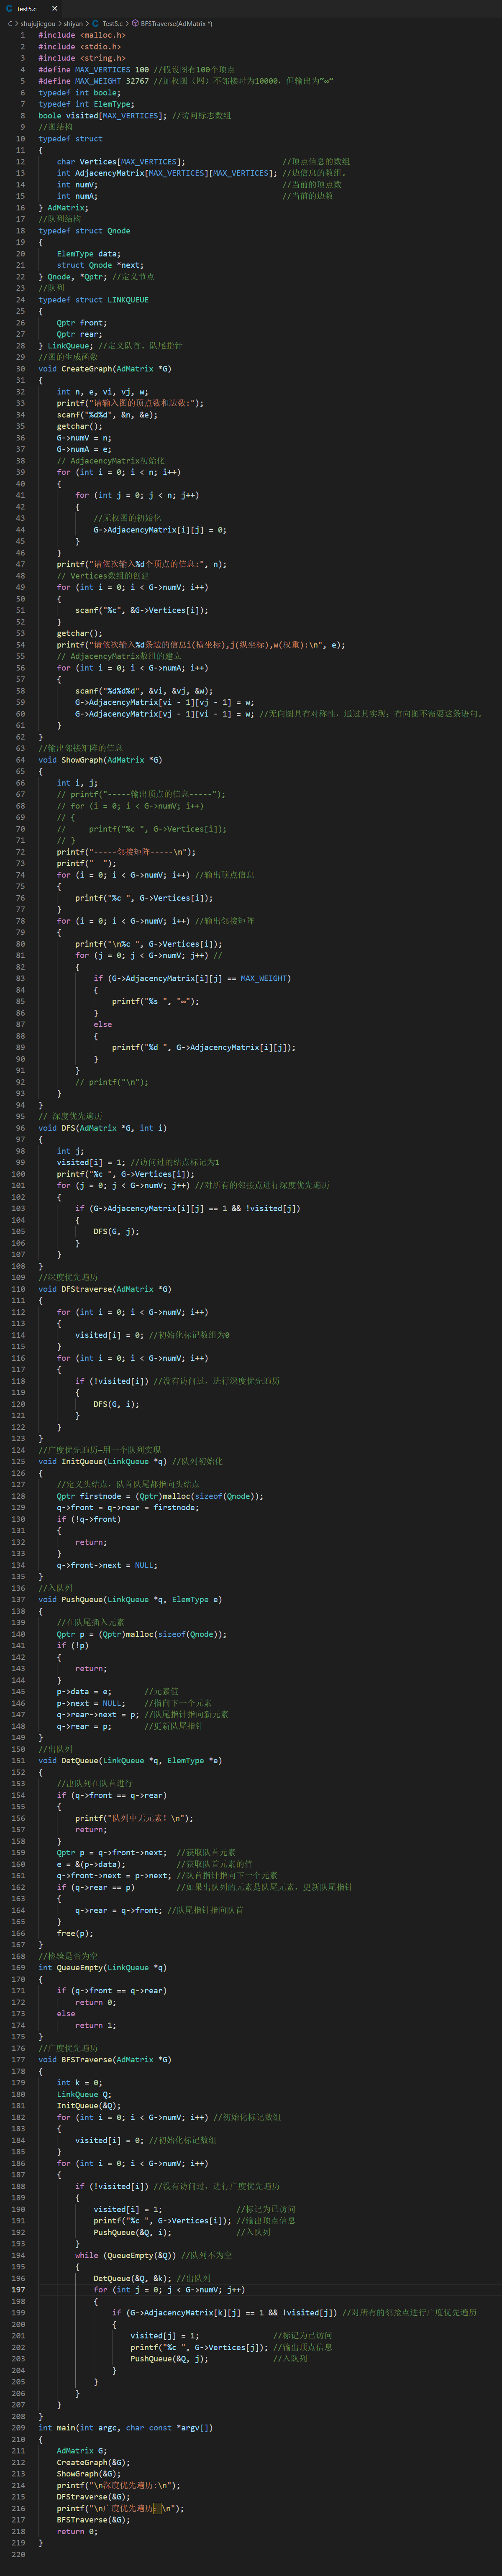 C Test5.c ×
C > shujujiegou > shiyan > C Test5.c > BFSTraverse(AdMatrix *)
1 #include <malloc.h>
2 #include <stdio.h>
3 #include <string.h>
4 #define MAX_VERTICES 100 //假设图有100个顶点
5 #define MAX_WEIGHT 32767 //加权图（网）不邻接时为10000，但输出为“∞”
6 typedef int boole;
7 typedef int ElemType;
8 boole visited[MAX_VERTICES]; //访问标志数组
9 //图结构
10 typedef struct
11 {
12 char Vertices[MAX_VERTICES]; //顶点信息的数组
13 int AdjacencyMatrix[MAX_VERTICES][MAX_VERTICES]; //边信息的数组。
14 int numV; //当前的顶点数
15 int numA; //当前的边数
16 } AdMatrix;
17 //队列结构
18 typedef struct Qnode
19 {
20 ElemType data;
21 struct Qnode *next;
22 } Qnode, *Qptr; //定义节点
23 //队列
24 typedef struct LINKQUEUE
25 {
26 Qptr front;
27 Qptr rear;
28 } LinkQueue; //定义队首、队尾指针
29 //图的生成函数
30 void CreateGraph(AdMatrix *G)
31 {
32 int n, e, vi, vj, w;
33 printf("请输入图的顶点数和边数:");
34 scanf("%d%d", &n, &e);
35 getchar();
36 G->numV = n;
37 G->numA = e;
38 // AdjacencyMatrix初始化
39 for (int i = 0; i < n; i++)
40 {
41 for (int j = 0; j < n; j++)
42 {
43 //无权图的初始化
44 G->AdjacencyMatrix[i][j] = 0;
45 }
46 }
47 printf("请依次输入%d个顶点的信息:", n);
48 // Vertices数组的创建
49 for (int i = 0; i < G->numV; i++)
50 {
51 scanf("%c", &G->Vertices[i]);
52 }
53 getchar();
54 printf("请依次输入%d条边的信息i(横坐标),j(纵坐标),w(权重):\n", e);
55 // AdjacencyMatrix数组的建立
56 for (int i = 0; i < G->numA; i++)
57 {
58 scanf("%d%d%d", &vi, &vj, &w);
59 G->AdjacencyMatrix[vi - 1][vj - 1] = w;
60 G->AdjacencyMatrix[vj - 1][vi - 1] = w; //无向图具有对称性，通过其实现；有向图不需要这条语句。
61 }
62 }
63 //输出邻接矩阵的信息
64 void ShowGraph(AdMatrix *G)
65 {
66 int i, j;
67 // printf("-----输出顶点的信息-----");
68 // for (i = 0; i < G->numV; i++)
69 // {
70 // printf("%c ", G->Vertices[i]);
71 // }
72 printf("-----邻接矩阵-----\n");
73 printf("  ");
74 for (i = 0; i < G->numV; i++) //输出顶点信息
75 {
76 printf("%c ", G->Vertices[i]);
77 }
78 for (i = 0; i < G->numV; i++) //输出邻接矩阵
79 {
80 printf("\n%c ", G->Vertices[i]);
81 for (j = 0; j < G->numV; j++) //
82 {
83 if (G->AdjacencyMatrix[i][j] == MAX_WEIGHT)
84 {
85 printf("%s ", "∞");
86 }
88 else
89 {
87 printf("%d ", G->AdjacencyMatrix[i][j]);
90 }
91 }
92 // printf("\n");
93 }
94 }
95 // 深度优先遍历
96 void DFS(AdMatrix *G, int i)
97 {
98 int j;
99 visited[i] = 1; //访问过的结点标记为1
100 printf("%c ", G->Vertices[i]);
101 for (j = 0; j < G->numV; j++) //对所有的邻接点进行深度优先遍历
102 {
103 if (G->AdjacencyMatrix[i][j] == 1 && !visited[j])
104 {
105 DFS(G, j);
106 }
107 }
108 }
109 //深度优先遍历
110 void DFStraverse(AdMatrix *G)
111 {
112 for (int i = 0; i < G->numV; i++)
113 {
114 visited[i] = 0; //初始化标记数组为0
115 }
116 for (int i = 0; i < G->numV; i++)
117 {
118 if (!visited[i]) //没有访问过，进行深度优先遍历
119 {
120 DFS(G, i);
121 }
122 }
123 }
124 //广度优先遍历—用一个队列实现
125 void InitQueue(LinkQueue *q) //队列初始化
126 {
127 //定义头结点，队首队尾都指向头结点
128 Qptr firstnode = (Qptr)malloc(sizeof(Qnode));
129 q->front = q->rear = firstnode;
130 if (!q->front)
131 {
132 return;
133 }
134 q->front->next = NULL;
135 }
136 //入队列
137 void PushQueue(LinkQueue *q, ElemType e)
138 {
139 //在队尾插入元素
140 Qptr p = (Qptr)malloc(sizeof(Qnode));
141 if (!p)
142 {
143 return;
144 }
145 p->data = e; //元素值
146 p->next = NULL; //指向下一个元素
147 q->rear->next = p; //队尾指针指向新元素
148 q->rear = p; //更新队尾指针
149 }
150 //出队列
151 void DetQueue(LinkQueue *q, ElemType *e)
152 {
153 //出队列在队首进行
154 if (q->front == q->rear)
155 {
156 printf("队列中无元素！\n");
157 return;
158 }
159 Qptr p = q->front->next; //获取队首元素
160 e = &(p->data); //获取队首元素的值
161 q->front->next = p->next; //队首指针指向下一个元素
162 if (q->rear == p) //如果出队列的元素是队尾元素，更新队尾指针
163 {
164 q->rear = q->front; //队尾指针指向队首
165 }
166 free(p);
167 }
168 //检验是否为空
169 int QueueEmpty(LinkQueue *q)
170 {
171 if (q->front == q->rear)
172 return 0;
173 else
174 return 1;
175 }
176 //广度优先遍历
177 void BFSTraverse(AdMatrix *G)
178 {
179 int k = 0;
180 LinkQueue Q;
181 InitQueue(&Q);
182 for (int i = 0; i < G->numV; i++) //初始化标记数组
183 {
184 visited[i] = 0; //初始化标记数组
185 }
186 for (int i = 0; i < G->numV; i++)
187 {
188 if (!visited[i]) //没有访问过，进行广度优先遍历
189 {
190 visited[i] = 1; //标记为已访问
191 printf("%c ", G->Vertices[i]); //输出顶点信息
192 PushQueue(&Q, i); //入队列
193 }
194 while (QueueEmpty(&Q)) //队列不为空
195 {
196 DetQueue(&Q, &k); //出队列
197 for (int j = 0; j < G->numV; j++)
198 {
199 if (G->AdjacencyMatrix[k][j] == 1 && !visited[j]) //对所有的邻接点进行广度优先遍历
200 {
201 visited[j] = 1; //标记为已访问
202 printf("%c ", G->Vertices[j]); //输出顶点信息
203 PushQueue(&Q, j); //入队列
204 }
205 }
206 }
207 }
208 }
209 int main(int argc, char const *argv[])
210 {
211 AdMatrix G;
212 CreateGraph(&G);
213 ShowGraph(&G);
214 printf("\n深度优先遍历:\n");
215 DFStraverse(&G);
216 printf("\n广度优先遍历：\n");
217 BFSTraverse(&G);
218 return 0;
219 }
220